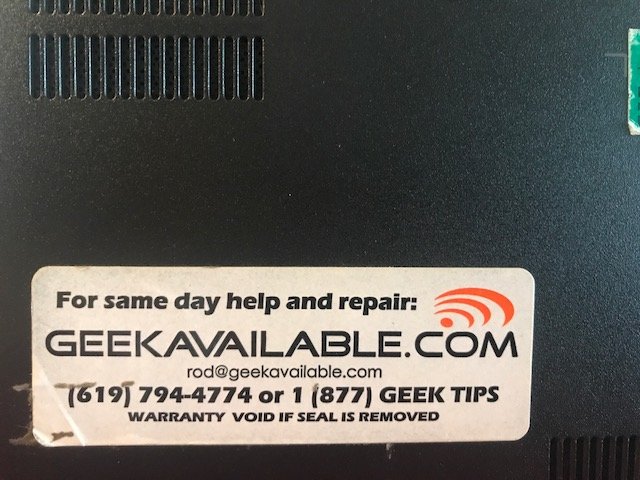 For same day help and repair:
GEEKAVAILABLE.COM
rod@geekavailable.com
(619) 794-4774 or 1 (877) GEEK TIPS
WARRANTY VOID IF SEAL IS REMOVED